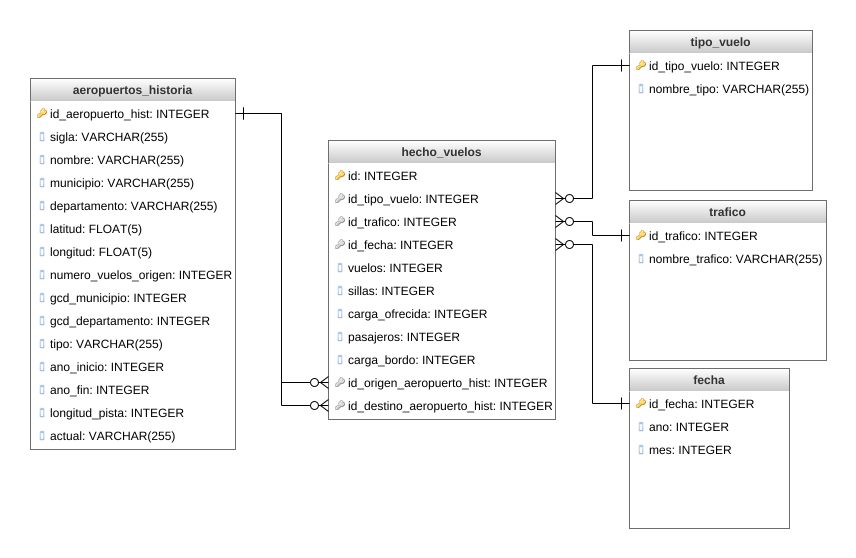 aeropuertos_historia
id_aeropuerto_hist: INTEGER
sigla: VARCHAR(255)
nombre: VARCHAR(255)
municipio: VARCHAR(255)
departamento: VARCHAR(255)
latitud: FLOAT(5)
longitud: FLOAT(5)
numero_vuelos_origen: INTEGER
gcd_municipio: INTEGER
gcd_departamento: INTEGER
tipo: VARCHAR(255)
ano_inicio: INTEGER
ano_fin: INTEGER
longitud_pista: INTEGER
actual: VARCHAR(255)
hecho_vuelos
id: INTEGER
id_tipo_vuelo: INTEGER
id_trafico: INTEGER
id_fecha: INTEGER
vuelos: INTEGER
sillas: INTEGER
carga_ofrecida: INTEGER
pasajeros: INTEGER
carga_bordo: INTEGER
id_origen_aeropuerto_hist: INTEGER
id_destino_aeropuerto_hist: INTEGER
tipo_vuelo
id_tipo_vuelo: INTEGER
nombre_tipo: VARCHAR(255)
trafico
id_trafico: INTEGER
nombre_trafico: VARCHAR(255)
fecha
id_fecha: INTEGER
ano: INTEGER
mes: INTEGER